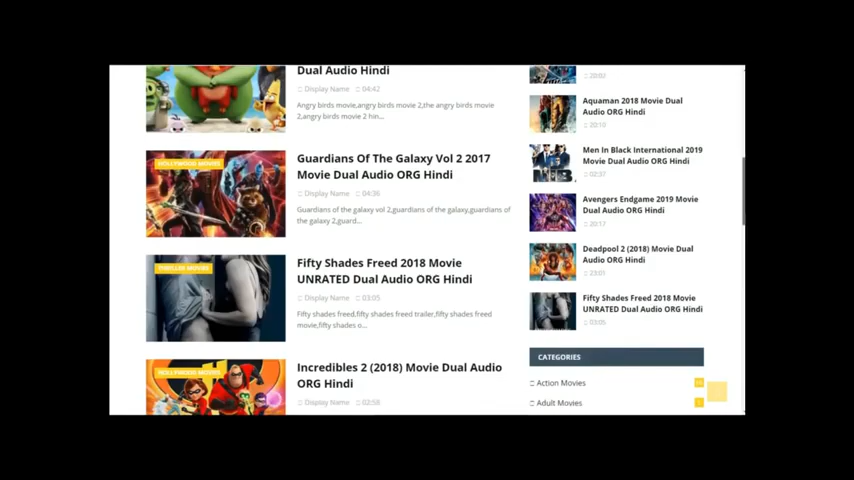 Dual Audio Hindi
Display Name 04:42
Angry birds movie,angry birds movie 2,the angry birds movie
2,angry birds movie 2 hin...
HOLLYWOOD MOVIES
Guardians Of The Galaxy Vol 2 2017
Movie Dual Audio ORG Hindi
Display Name 04:36
Guardians of the galaxy vol 2,guardians of the galaxy,guardians of
the galaxy 2,guard...
THRILLER MOVIES
Fifty Shades Freed 2018 Movie
UNRATED Dual Audio ORG Hindi
Display Name 03:05
Fifty shades freed,fifty shades freed trailer,fifty shades freed
movie,fifty shades o...
HOLLYWOOD MOVIES
Incredibles 2 (2018) Movie Dual Audio
ORG Hindi
Display Name 02:58
20:02
Aquaman 2018 Movie Dual
Audio ORG Hindi
20:10
Men In Black International 2019
Movie Dual Audio ORG Hindi
02:37
MIB
Avengers Endgame 2019 Movie
Dual Audio ORG Hindi
20:17
Deadpool 2 (2018) Movie Dual
Audio ORG Hindi
23:01
Fifty Shades Freed 2018 Movie
UNRATED Dual Audio ORG Hindi
03:05
CATEGORIES
Action Movies
Adult Movies